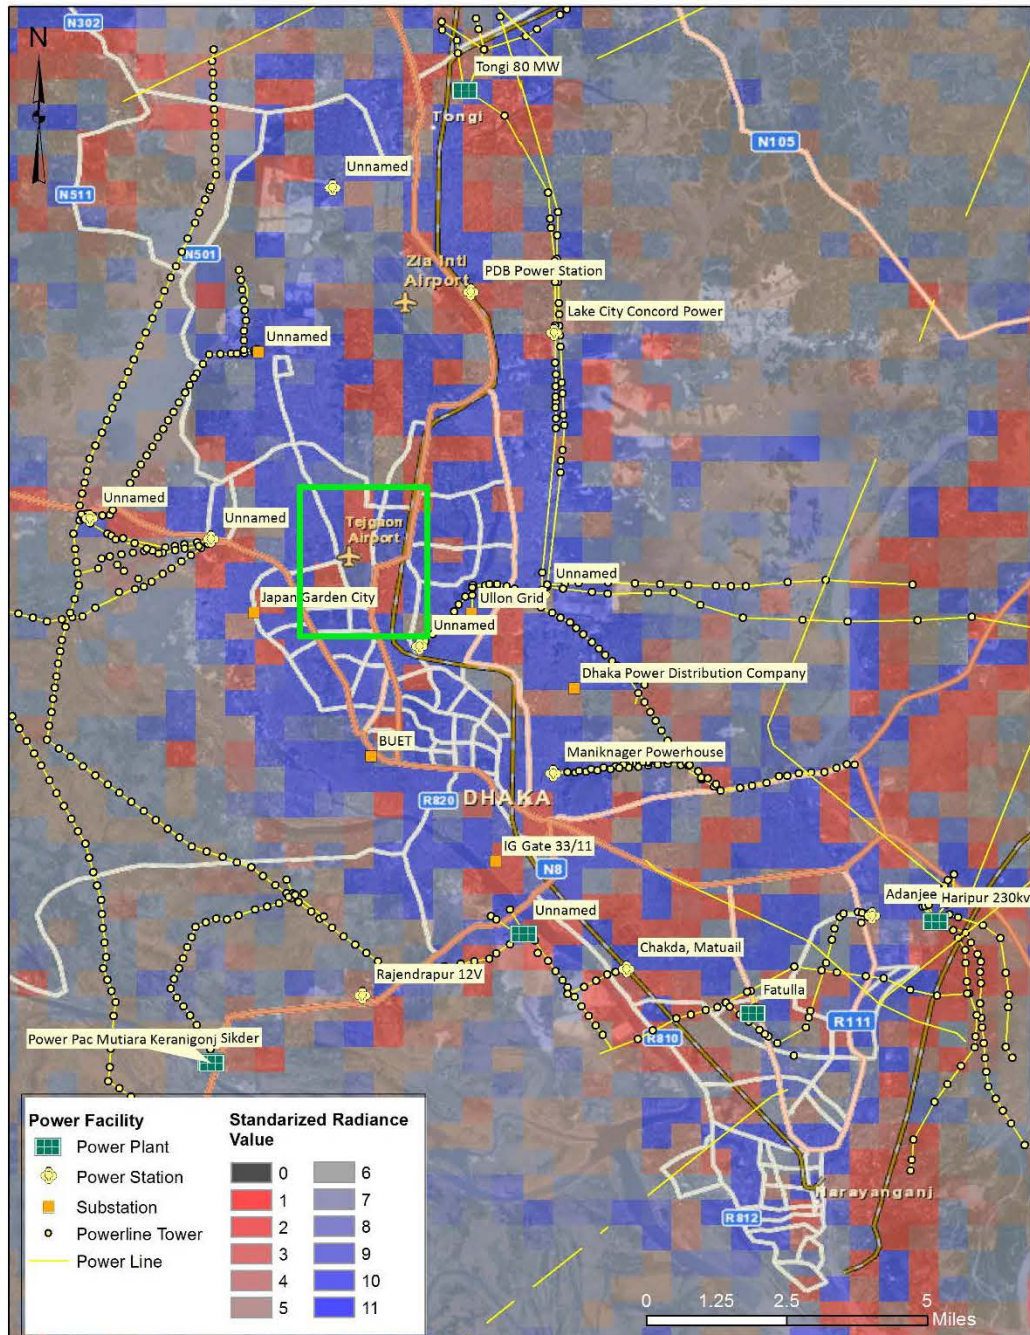 N302
N
Tongi 80 MW
Tongi
N105
Unnamed
N511
N501
Zia Intl
Airport
PDB Power Station
Lake City Concord Power
Unnamed
Unnamed
Unnamed
Tejgaon
Airport
Unnamed
Japan Garden City
Ullon Grid
Unnamed
Dhaka Power Distribution Company
BUET
Maniknager Powerhouse
R820
DHAKA
IG Gate 33/11
N8
Unnamed
Adanjee
Haripur 230kv
Chakda, Matuail
Rajendrapur 12V
Fatulla
R111
R810
Power Pac Mutiara Keranigonj
Sikder
Narayanganj
R812
Power Facility
Power Plant
Power Station
Substation
Powerline Tower
Power Line
Standarized Radiance
Value
0
1
2
3
4
5
6
7
8
9
10
11
0 1.25 2.5 5
Miles